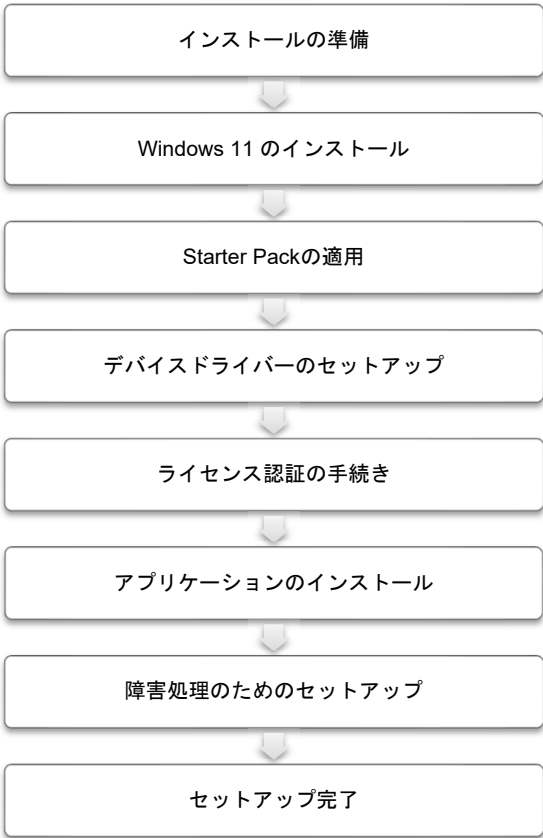 インストールの準備
Windows 11 のインストール
Starter Packの適用
デバイスドライバーのセットアップ
ライセンス認証の手続き
アプリケーションのインストール
障害処理のためのセットアップ
セットアップ完了